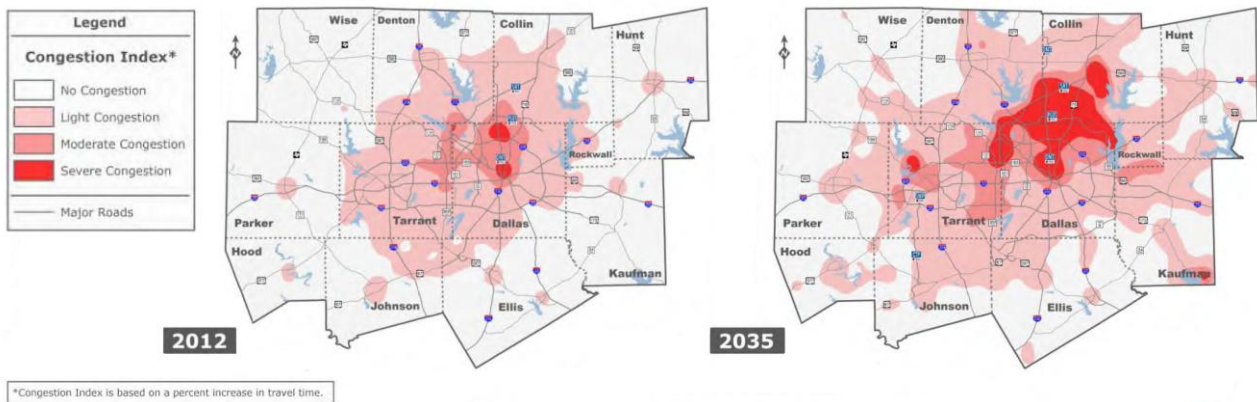 Legend
Congestion Index*
No Congestion
Light Congestion
Moderate Congestion
Severe Congestion
Major Roads
Wise
Denton
Collin
Hunt
Rockwall
Parker
Tarrant
Dallas
Hood
Kaufman
Johnson
Ellis
2012
Wise
Denton
Collin
Hunt
Rockwall
Parker
Tarrant
Dallas
Hood
Kaufman
Johnson
Ellis
2035
*Congestion Index is based on a percent increase in travel time.